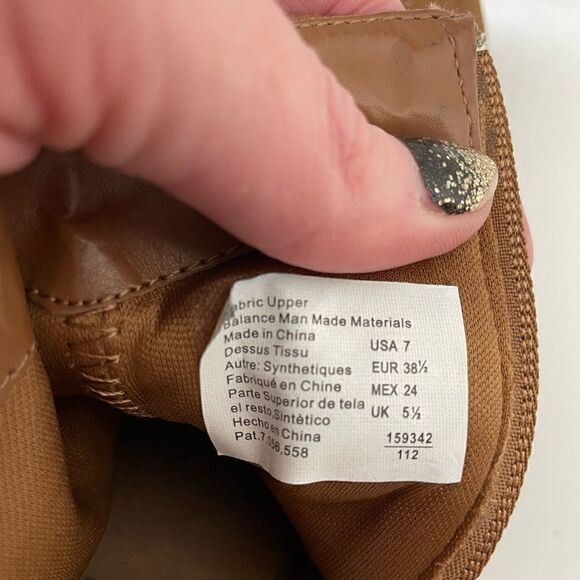 Fabric Upper
Balance Man Made Materials
Made in China
Dessus Tissu
Autre: Synthetiques
Fabriqué en Chine
Parte Superior de tela
el resto,Sintètico
Hecho en China
Pat.7,056,558
USA 7
EUR 38½
MEX 24
UK 5½
159342
112